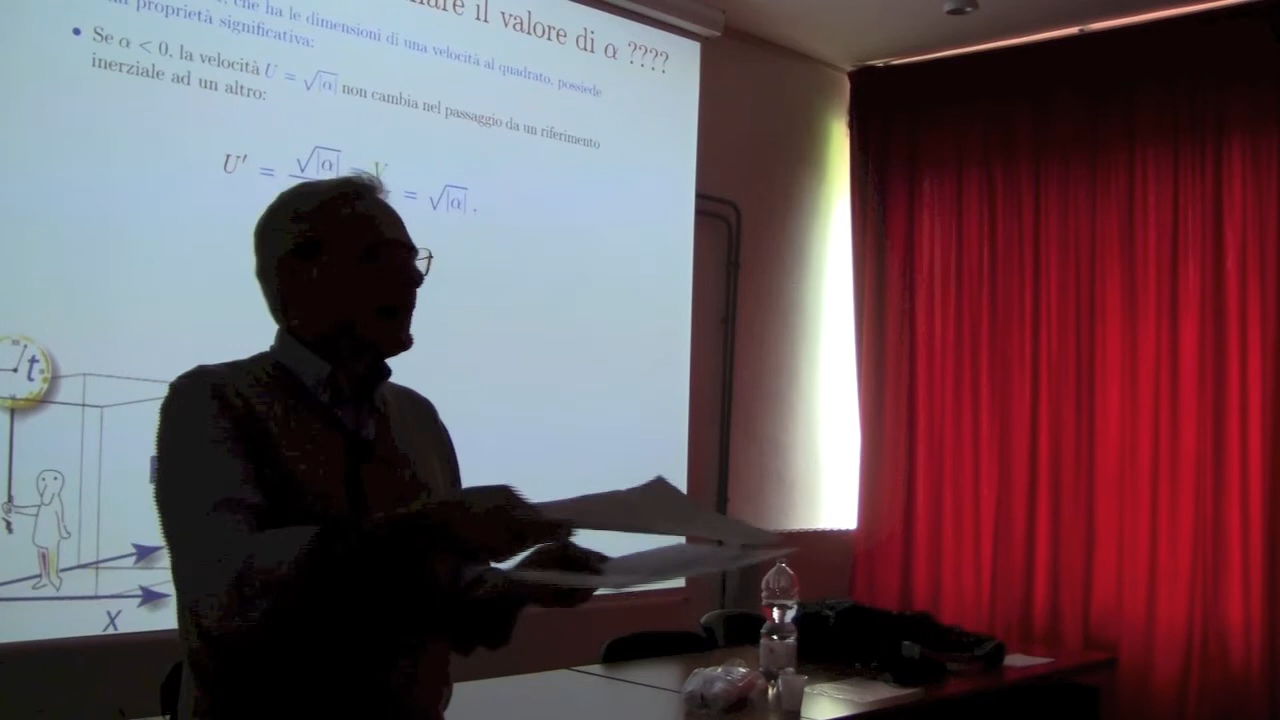 il valore di α ????
che ha le dimensioni di una velocità al quadrato, possiede
proprietà significativa:
• Se α < 0, la velocità U = √|α| non cambia nel passaggio da un riferimento
inerziale ad un altro:
U′ = √|α| − V = √|α| .
t
x